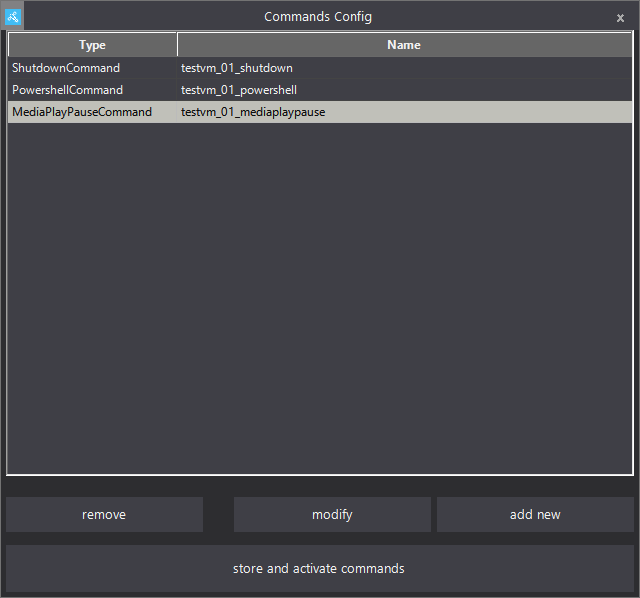 Commands Config x
Type Name
ShutdownCommand testvm_01_shutdown
PowershellCommand testvm_01_powershell
MediaPlayPauseCommand testvm_01_mediaplaypause
remove modify add new
store and activate commands